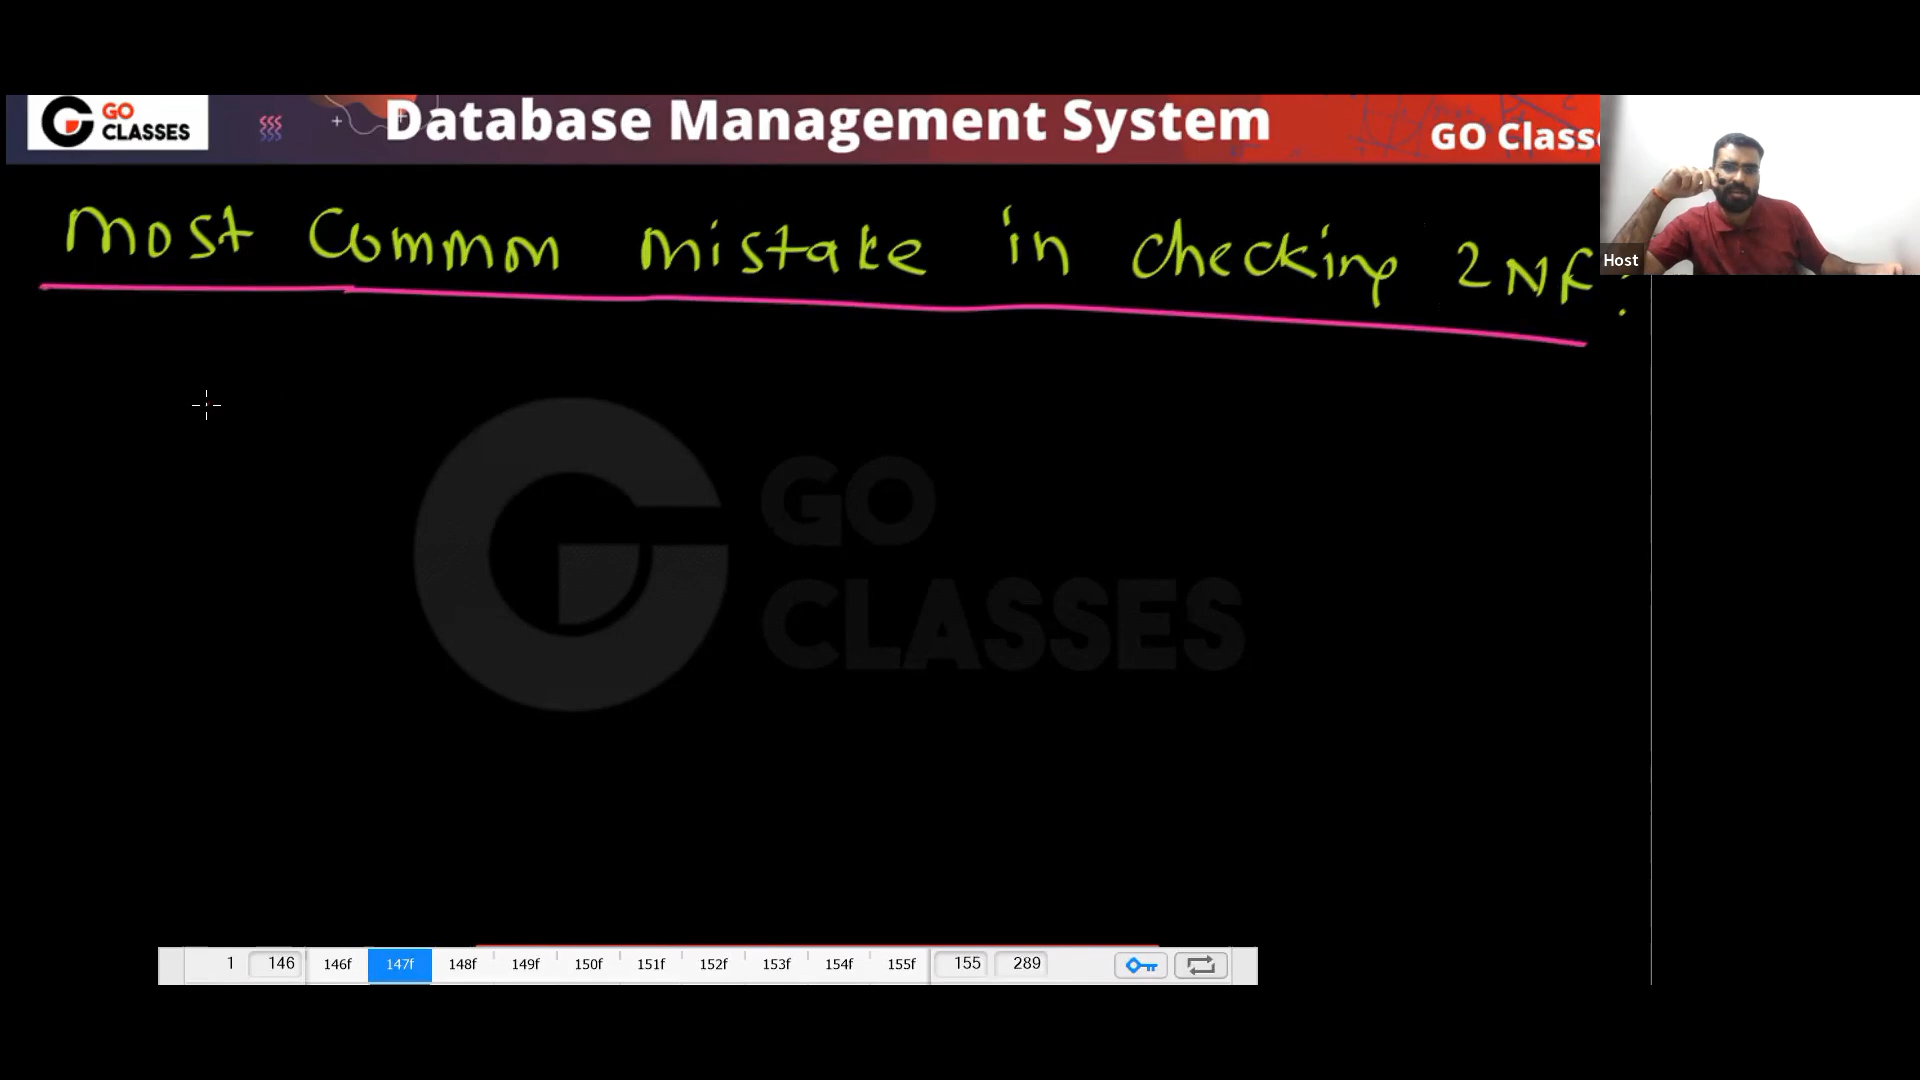 GO
CLASSES
Database Management System
GO Class
Most Common mistake in checking 2NF:
Host
GO
CLASSES
1 146 146f 147f 148f 149f 150f 151f 152f 153f 154f 155f 155 289